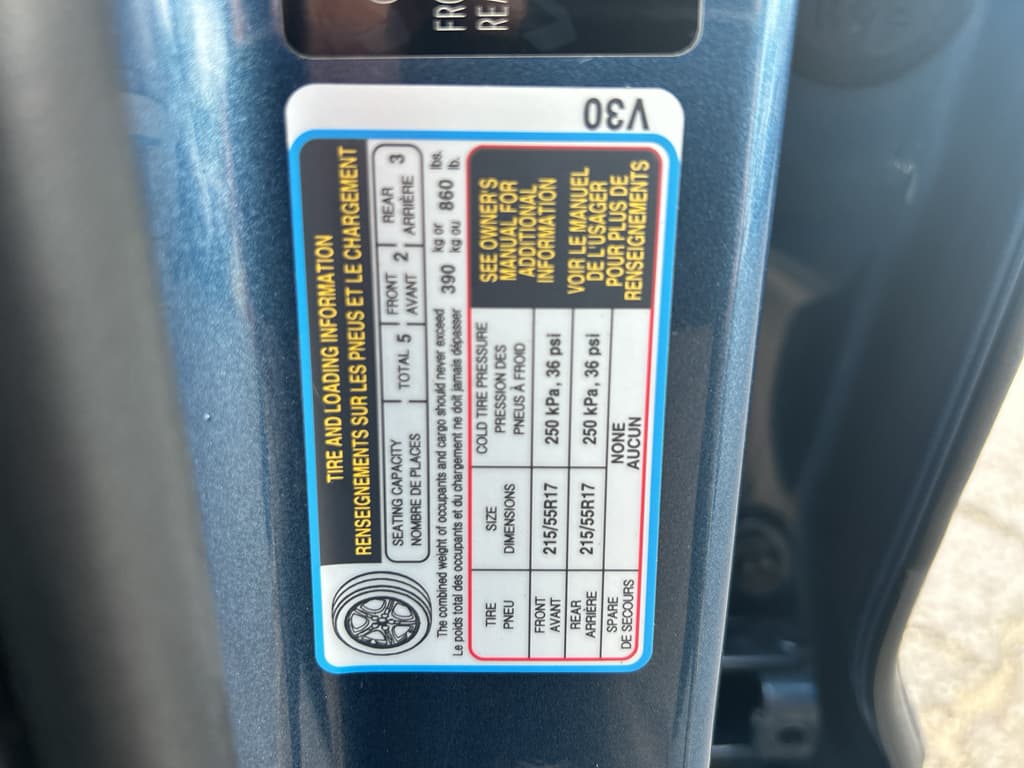 V30
TIRE AND LOADING INFORMATION
RENSEIGNEMENTS SUR LES PNEUS ET LE CHARGEMENT
SEATING CAPACITY
NOMBRE DE PLACES
TOTAL 5
FRONT
AVANT
2
REAR
ARRIÈRE
3
The combined weight of occupants and cargo should never exceed 390 kg or 860 lbs.
Le poids total des occupants et du chargement ne doit jamais dépasser kg ou lb.
TIRE
PNEU
SIZE
DIMENSIONS
COLD TIRE PRESSURE
PRESSION DES
PNEUS À FROID
FRONT
AVANT
215/55R17
250 kPa, 36 psi
REAR
ARRIÈRE
215/55R17
250 kPa, 36 psi
SPARE
DE SECOURS
NONE
AUCUN
SEE OWNER'S
MANUAL FOR
ADDITIONAL
INFORMATION
VOIR LE MANUEL
DE L'USAGER
POUR PLUS DE
RENSEIGNEMENTS